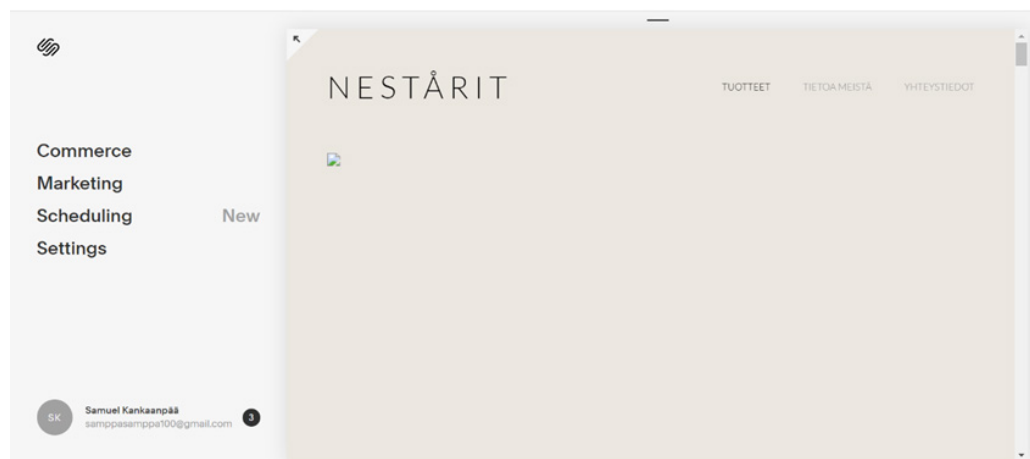 NESTÅRIT
TUOTTEET TIETOA MEISTÄ YHTEYSTIEDOT
Commerce
Marketing
Scheduling New
Settings
SK
Samuel Kankaanpää
samppasamppa100@gmail.com
3